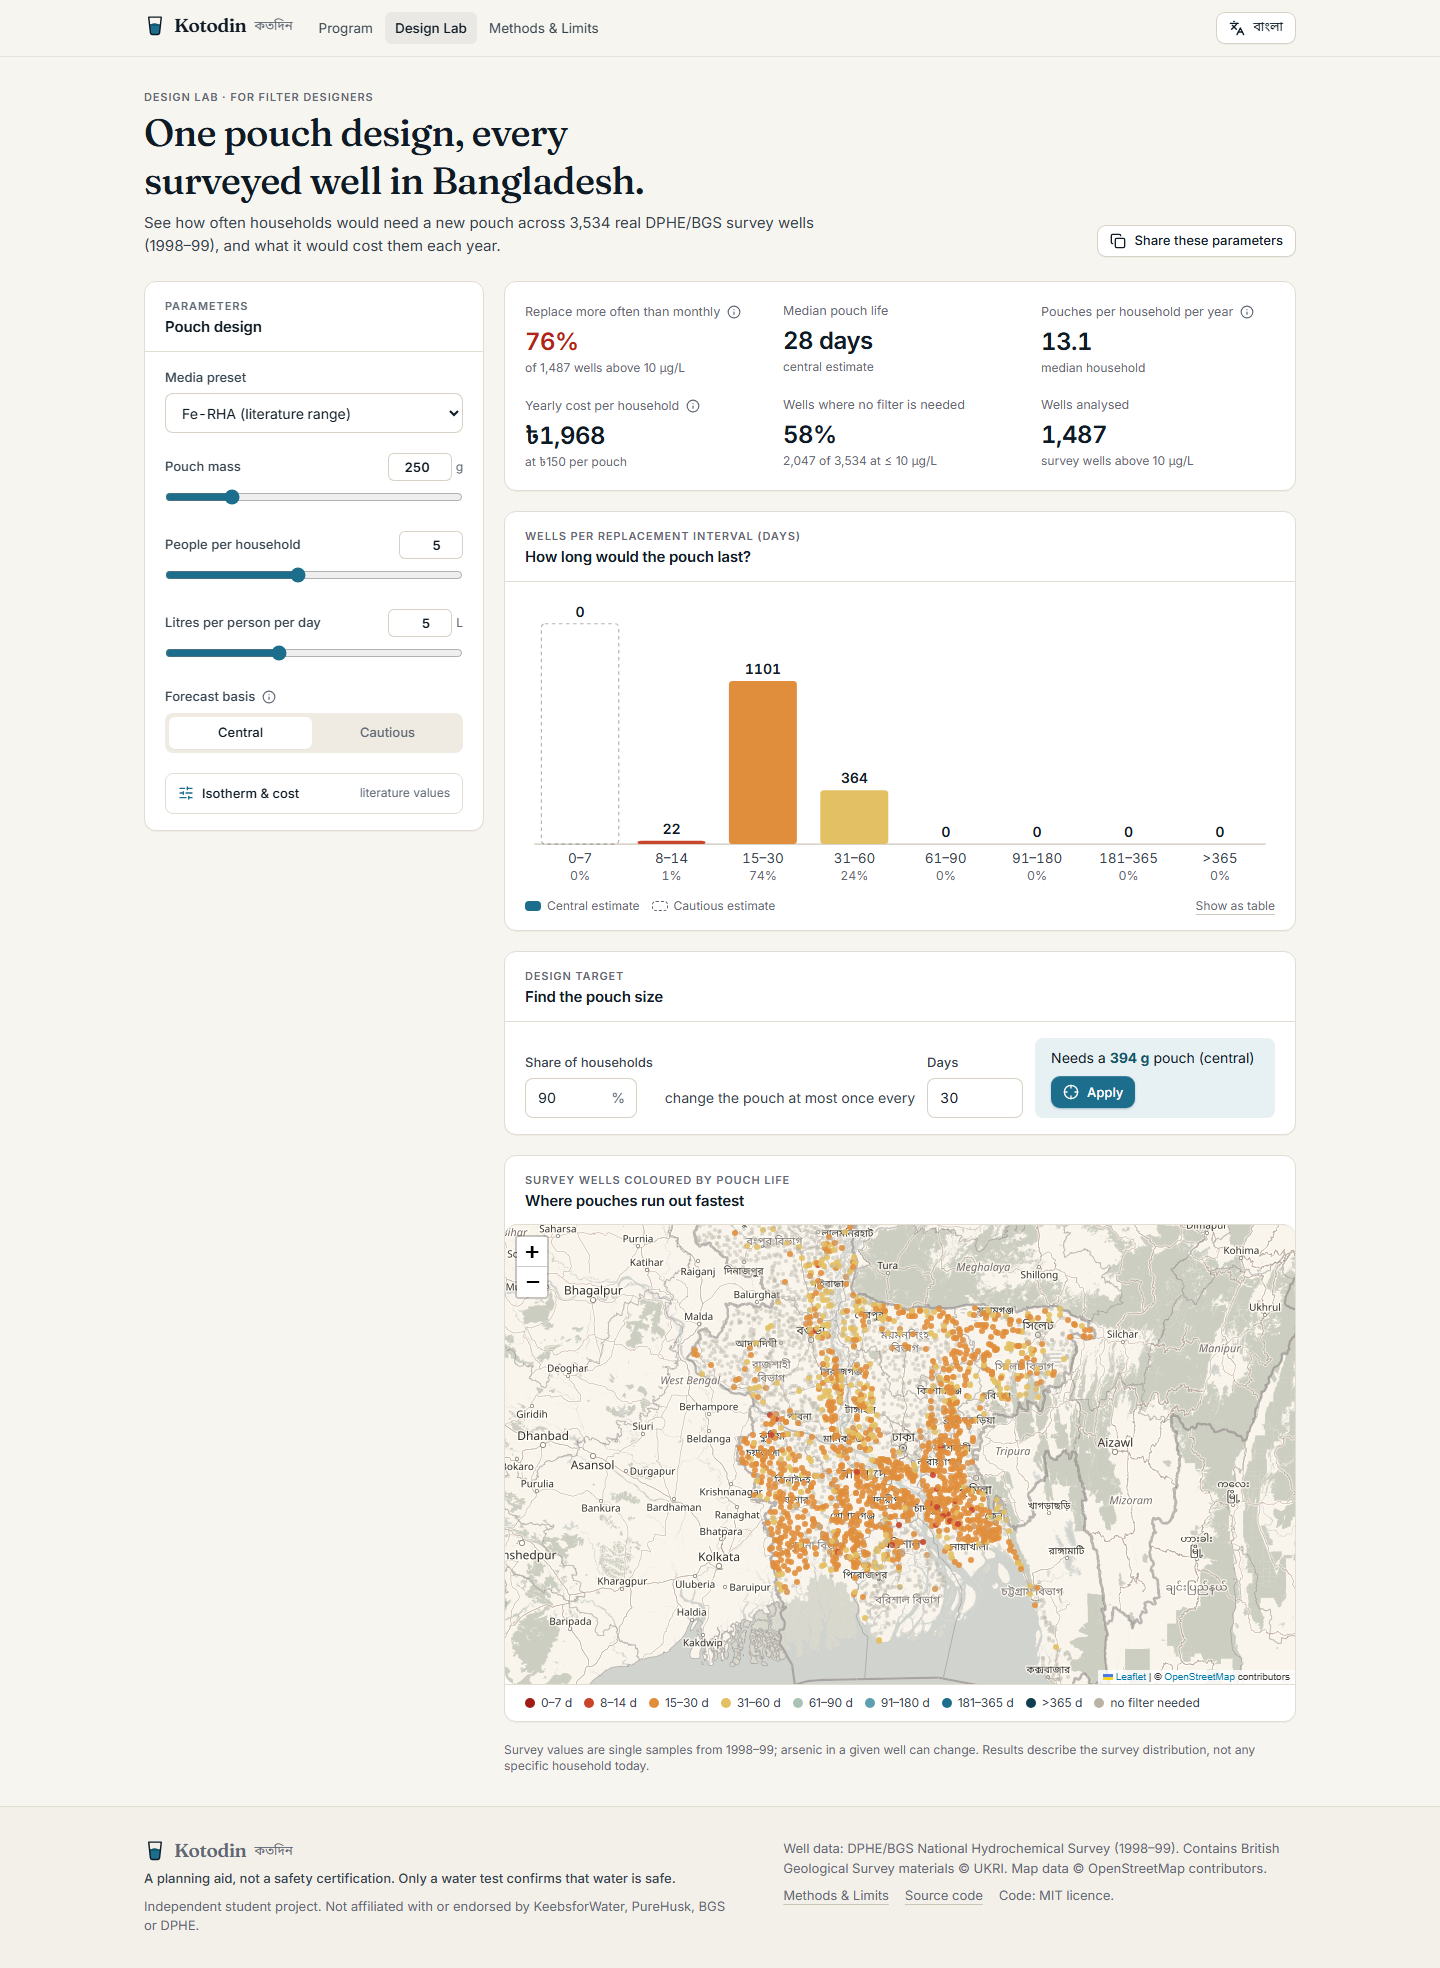 Kotodin কতদিন Program Design Lab Methods & Limits বাংলা
DESIGN LAB · FOR FILTER DESIGNERS
One pouch design, every
surveyed well in Bangladesh.
See how often households would need a new pouch across 3,534 real DPHE/BGS survey wells
(1998–99), and what it would cost them each year.
Share these parameters
PARAMETERS
Pouch design
Media preset
Fe-RHA (literature range)
Pouch mass 250 g
People per household 5
Litres per person per day 5 L
Forecast basis
Central Cautious
Isotherm & cost literature values
Replace more often than monthly
76%
of 1,487 wells above 10 µg/L
Median pouch life
28 days
central estimate
Pouches per household per year
13.1
median household
Yearly cost per household
৳1,968
at ৳150 per pouch
Wells where no filter is needed
58%
2,047 of 3,534 at ≤ 10 µg/L
Wells analysed
1,487
survey wells above 10 µg/L
WELLS PER REPLACEMENT INTERVAL (DAYS)
How long would the pouch last?
0 22 1101 364 0 0 0 0
0–7 8–14 15–30 31–60 61–90 91–180 181–365 >365
0% 1% 74% 24% 0% 0% 0% 0%
Central estimate Cautious estimate Show as table
DESIGN TARGET
Find the pouch size
Share of households
90 %
change the pouch at most once every
Days
30
Needs a 394 g pouch (central)
Apply
SURVEY WELLS COLOURED BY POUCH LIFE
Where pouches run out fastest
+
−
Saharsa
Purnia
Katihar
Raiganj
দিনাজপুর
রংপুর বিভাগ
Tura
Meghalaya
Shillong
Kohima
Bhagalpur
Balurghat
Malda
Ukhrul
সিলেট
Silchar
Manipur
Deoghar
West Bengal
রাজশাহী
বিভাগ
Berhampore
Giridih
Dhanbad
Siuri
Beldanga
ঢাকা
Aizawl
Asansol
Durgapur
Tripura
Purulia
Krishnanagar
Mizoram
Bankura
Bardhaman
Ranaghat
খাগড়াছড়ি
Bhatpara
Kolkata
রাঙ্গামাটি
Kharagpur
Uluberia
Baruipur
পিরোজপুর
বরিশাল বিভাগ
Haldia
Baripada
Kakdwip
কক্সবাজার
Leaflet | © OpenStreetMap contributors
0–7 d 8–14 d 15–30 d 31–60 d 61–90 d 91–180 d 181–365 d >365 d no filter needed
Survey values are single samples from 1998–99; arsenic in a given well can change. Results describe the survey distribution, not any
specific household today.
Kotodin কতদিন
A planning aid, not a safety certification. Only a water test confirms that water is safe.
Independent student project. Not affiliated with or endorsed by KeebsforWater, PureHusk, BGS
or DPHE.
Well data: DPHE/BGS National Hydrochemical Survey (1998–99). Contains British
Geological Survey materials © UKRI. Map data © OpenStreetMap contributors.
Methods & Limits Source code Code: MIT licence.